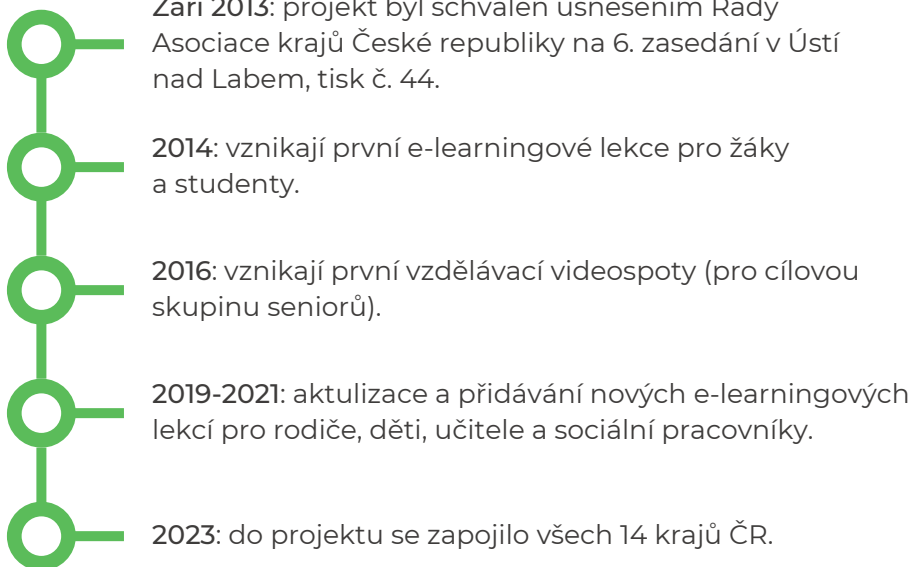 Září 2013: projekt byl schválen usnesením Rady
Asociace krajů České republiky na 6. zasedání v Ústí
nad Labem, tisk č. 44.
2014: vznikají první e-learningové lekce pro žáky
a studenty.
2016: vznikají první vzdělávací videospoty (pro cílovou
skupinu seniorů).
2019-2021: aktulizace a přidávání nových e-learningových
lekcí pro rodiče, děti, učitele a sociální pracovníky.
2023: do projektu se zapojilo všech 14 krajů ČR.